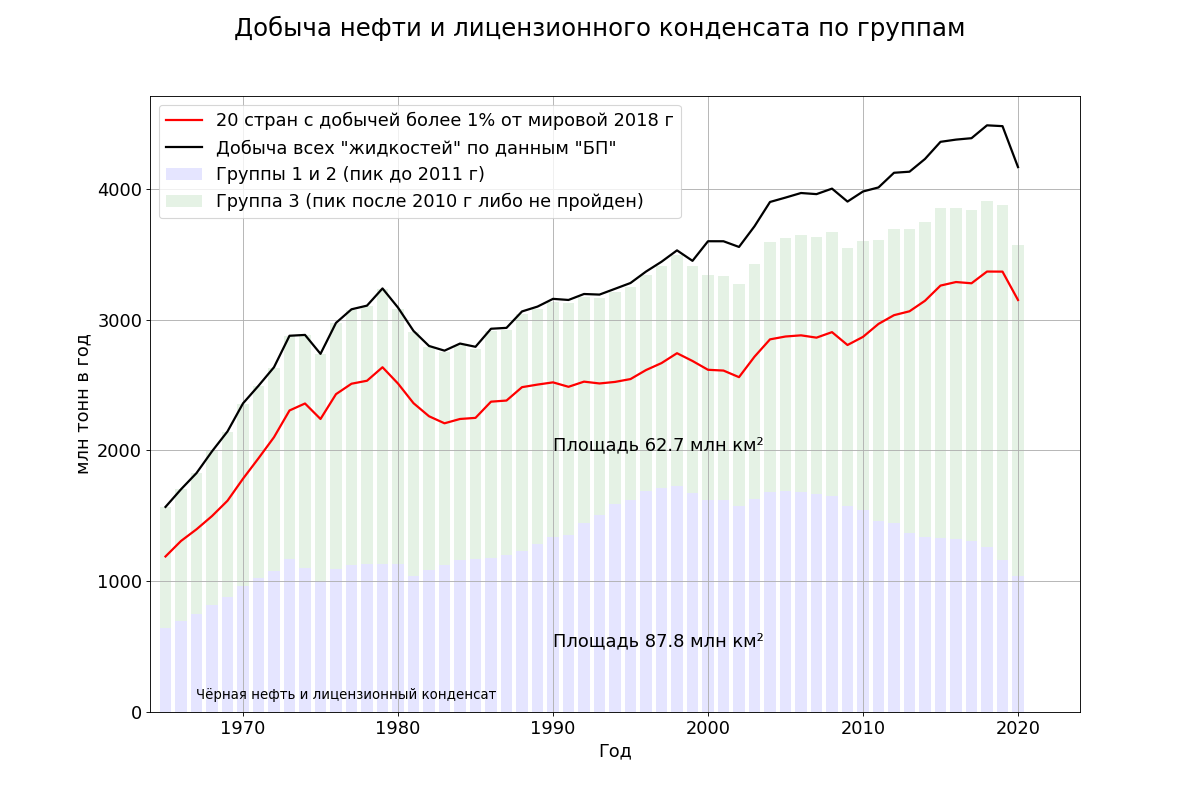 Добыча нефти и лицензионного конденсата по группам
20 стран с добычей более 1% от мировой 2018 г
Добыча всех "жидкостей" по данным "БП"
Группы 1 и 2 (пик до 2011 г)
Группа 3 (пик после 2010 г либо не пройден)
млн тонн в год
4000
3000
2000
1000
0
Площадь 62.7 млн км²
Площадь 87.8 млн км²
Чёрная нефть и лицензионный конденсат
1970
1980
1990
2000
2010
2020
Год